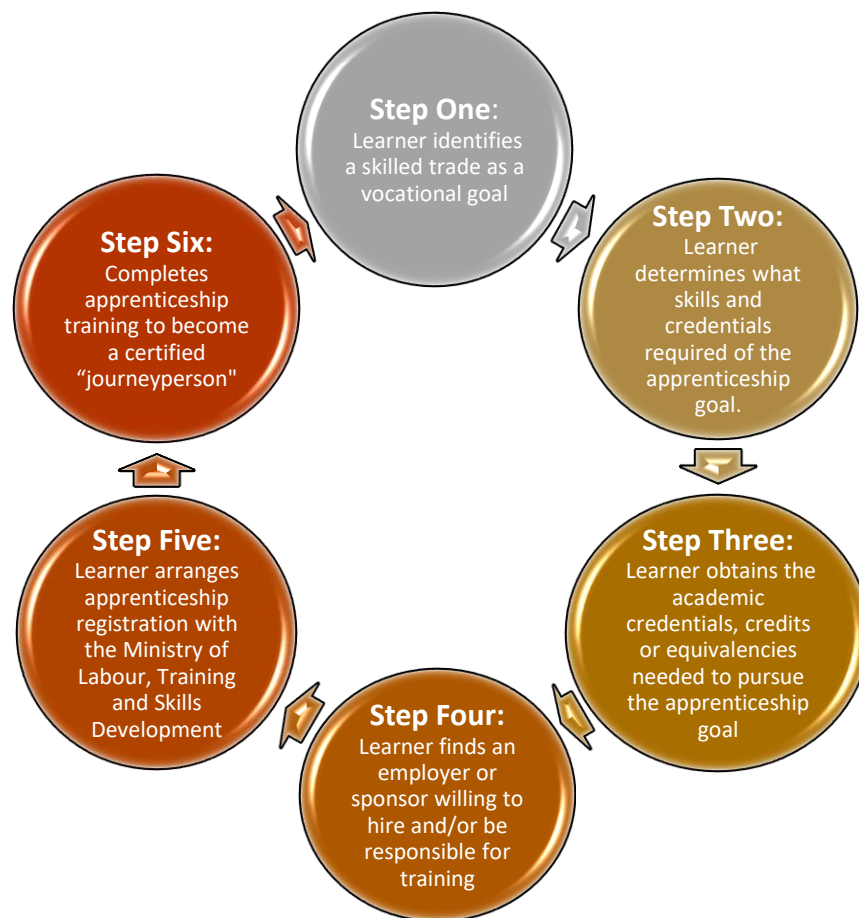 Step One:
Learner identifies
a skilled trade as a
vocational goal
Step Two:
Learner
determines what
skills and
credentials
required of the
apprenticeship
goal.
Step Three:
Learner obtains the
academic
credentials, credits
or equivalencies
needed to pursue
the apprenticeship
goal
Step Four:
Learner finds an
employer or
sponsor willing to
hire and/or be
responsible for
training
Step Five:
Learner arranges
apprenticeship
registration with
the Ministry of
Labour, Training
and Skills
Development
Step Six:
Completes
apprenticeship
training to become
a certified
“journeyperson"